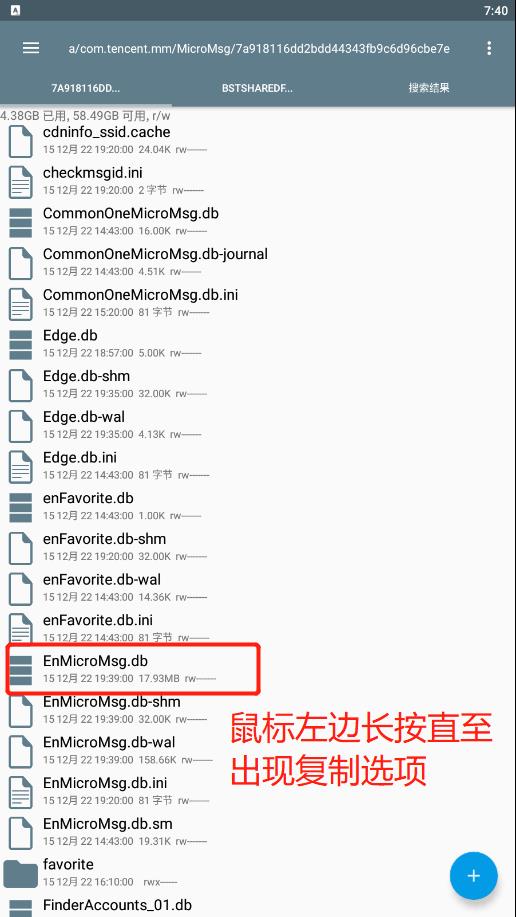 A
7:40
a/com.tencent.mm/MicroMsg/7a918116dd2bdd44343fb9c6d96cbe7e
7A918116DD...
BSTSHAREDF...
搜索结果
4.38GB 已用, 58.49GB 可用, r/w
cdninfo_ssid.cache
15 12月 22 19:20:00 24.04K rw-------
checkmsgid.ini
15 12月 22 19:20:00 2 字节 rw-------
CommonOneMicroMsg.db
15 12月 22 14:43:00 16.00K rw-------
CommonOneMicroMsg.db-journal
15 12月 22 14:43:00 4.51K rw-------
CommonOneMicroMsg.db.ini
15 12月 22 15:20:00 81 字节 rw-------
Edge.db
15 12月 22 18:57:00 5.00K rw-------
Edge.db-shm
15 12月 22 19:35:00 32.00K rw-------
Edge.db-wal
15 12月 22 19:35:00 4.13K rw-------
Edge.db.ini
15 12月 22 14:43:00 81 字节 rw-------
enFavorite.db
15 12月 22 14:43:00 1.00K rw-------
enFavorite.db-shm
15 12月 22 19:20:00 32.00K rw-------
enFavorite.db-wal
15 12月 22 14:43:00 14.36K rw-------
enFavorite.db.ini
15 12月 22 14:43:00 81 字节 rw-------
EnMicroMsg.db
15 12月 22 19:39:00 17.93MB rw-------
EnMicroMsg.db-shm
15 12月 22 19:39:00 32.00K rw-------
EnMicroMsg.db-wal
15 12月 22 19:39:00 158.66K rw-------
EnMicroMsg.db.ini
15 12月 22 19:20:00 81 字节 rw-------
EnMicroMsg.db.sm
15 12月 22 14:43:00 19.31K rw-------
鼠标左边长按直至
出现复制选项
favorite
15 12月 22 16:10:00 rwx------
FinderAccounts_01.db